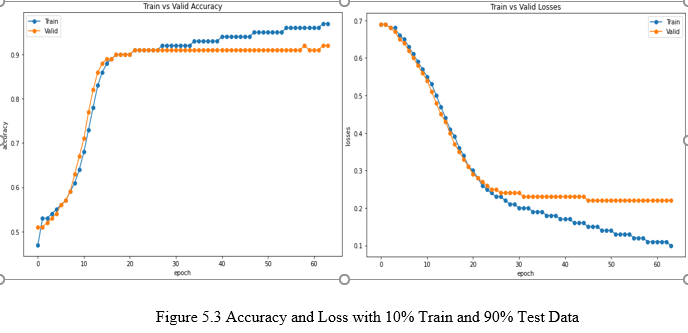 Train vs Valid Accuracy
Train
Valid
0.9
0.8
0.7
0.6
0.5
accuracy
0 10 20 30 40 50 60
epoch
Train vs Valid Losses
Train
Valid
0.7
0.6
0.5
0.4
0.3
0.2
0.1
losses
0 10 20 30 40 50 60
epoch
Figure 5.3 Accuracy and Loss with 10% Train and 90% Test Data